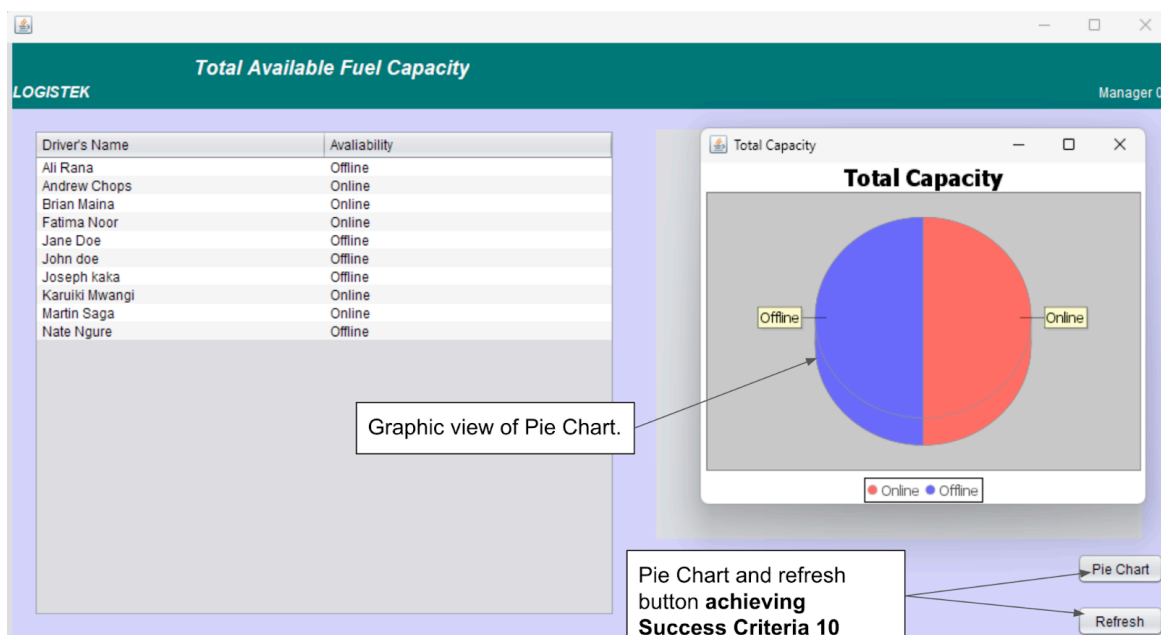 Total Available Fuel Capacity
LOGISTEK
Manager 0
Driver's Name Avaliability
Ali Rana Offline
Andrew Chops Online
Brian Maina Online
Fatima Noor Online
Jane Doe Offline
John doe Offline
Joseph kaka Offline
Karuiki Mwangi Online
Martin Saga Online
Nate Ngure Offline
Total Capacity
Total Capacity
Offline
Online
Online Offline
Graphic view of Pie Chart.
Pie Chart and refresh
button achieving
Success Criteria 10
Pie Chart
Refresh